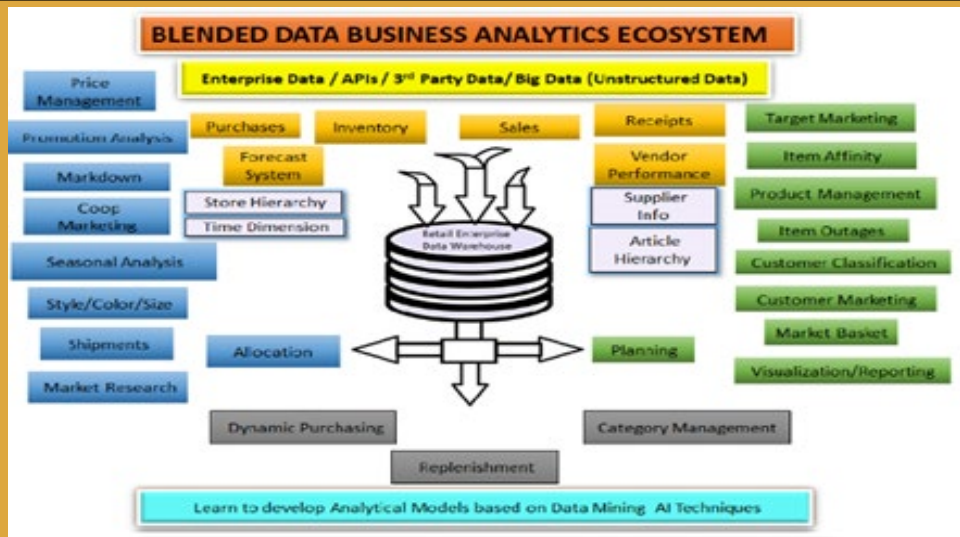 BLENDED DATA BUSINESS ANALYTICS ECOSYSTEM
Enterprise Data / APIs / 3rd Party Data/ Big Data (Unstructured Data)
Price
Management
Promotion Analysis
Markdown
Coop
Marketing
Seasonal Analysis
Style/Color/Size
Shipments
Market Research
Allocation
Purchases
Inventory
Sales
Receipts
Forecast
System
Store Hierarchy
Time Dimension
Vendor
Performance
Supplier
Info
Article
Hierarchy
Retail Enterprise
Data Warehouse
Target Marketing
Item Affinity
Product Management
Item Outages
Customer Classification
Customer Marketing
Market Basket
Visualization/Reporting
Planning
Dynamic Purchasing
Category Management
Replenishment
Learn to develop Analytical Models based on Data Mining AI Techniques